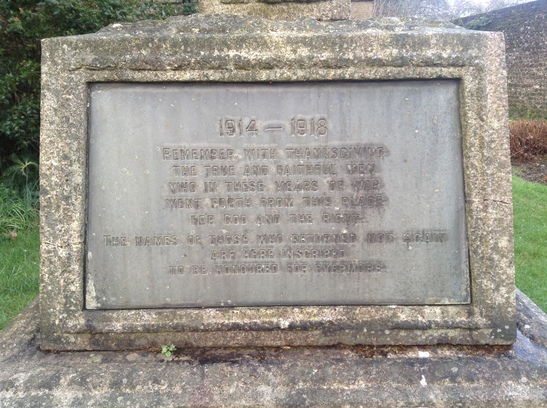 1914 — 1918
REMEMBER WITH THANKSGIVING
THE TRUE AND FAITHFUL MEN
WHO IN THESE YEARS OF WAR
WENT FORTH FROM THIS PLACE
FOR GOD AND THE RIGHT.
THE NAMES OF THOSE WHO RETURNED NOT AGAIN
ARE HERE INSCRIBED
TO BE HONOURED FOR EVERMORE.